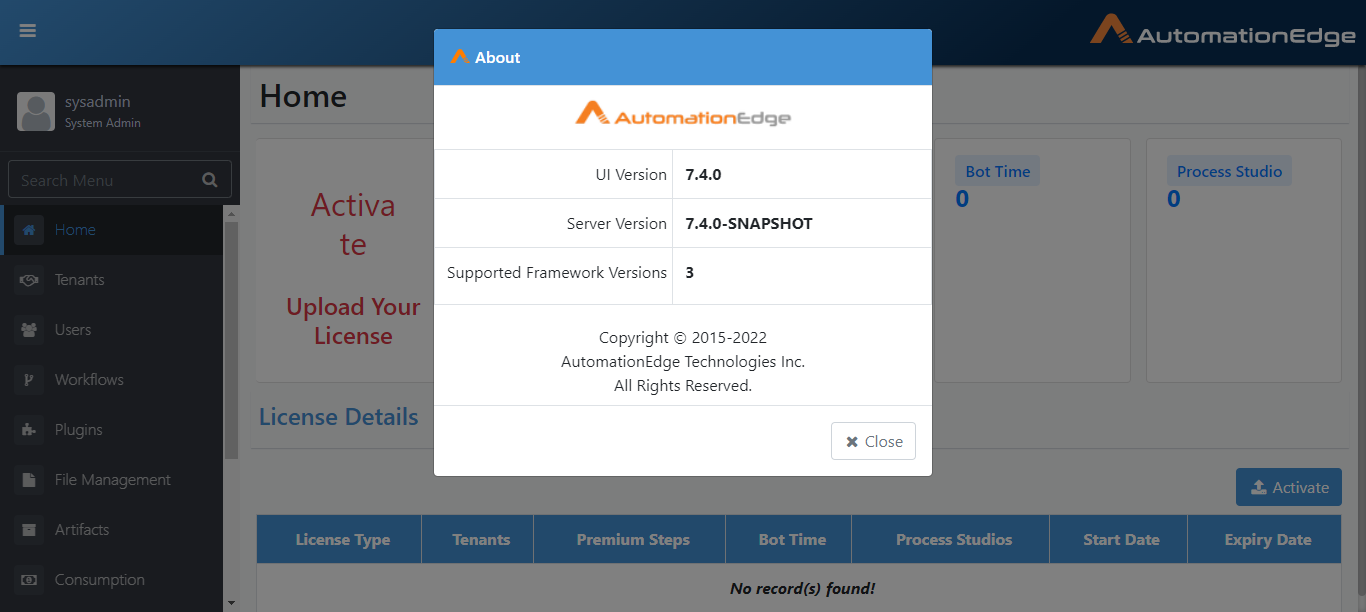 AutomationEdge
sysadmin
System Admin
Search Menu
Home
Tenants
Users
Workflows
Plugins
File Management
Artifacts
Consumption
Home
Activa
te
Upload Your
License
Bot Time
0
Process Studio
0
About
AutomationEdge
UI Version 7.4.0
Server Version 7.4.0-SNAPSHOT
Supported Framework Versions 3
Copyright © 2015-2022
AutomationEdge Technologies Inc.
All Rights Reserved.
Close
License Details
Activate
License Type Tenants Premium Steps Bot Time Process Studios Start Date Expiry Date
No record(s) found!